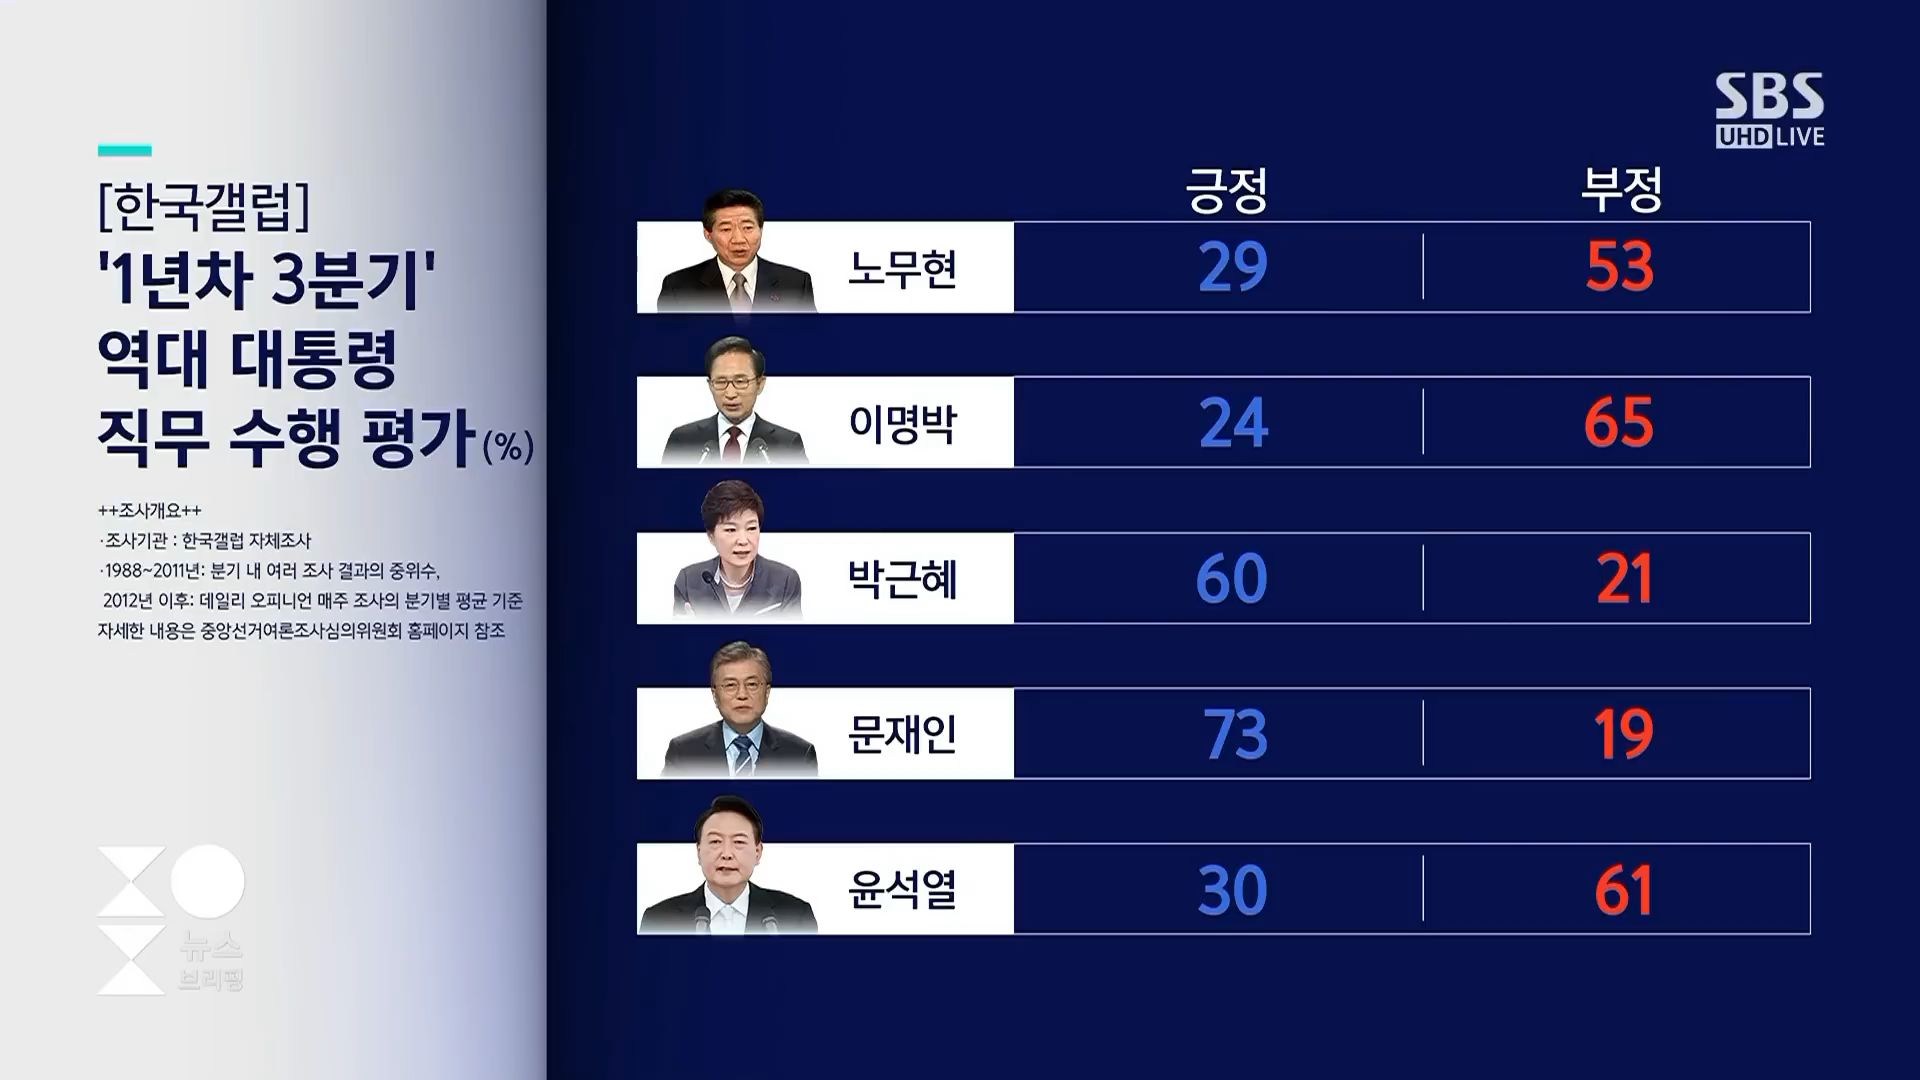 [한국갤럽]
'1년차 3분기'
역대 대통령
직무 수행 평가 (%)
++조사개요++
·조사기관 : 한국갤럽 자체조사
·1988~2011년: 분기 내 여러 조사 결과의 중위수,
2012년 이후: 데일리 오피니언 매주 조사의 분기별 평균 기준
자세한 내용은 중앙선거여론조사심의위원회 홈페이지 참조
뉴스
브리핑
SBS
UHD LIVE
긍정 부정
노무현 29 53
이명박 24 65
박근혜 60 21
문재인 73 19
윤석열 30 61